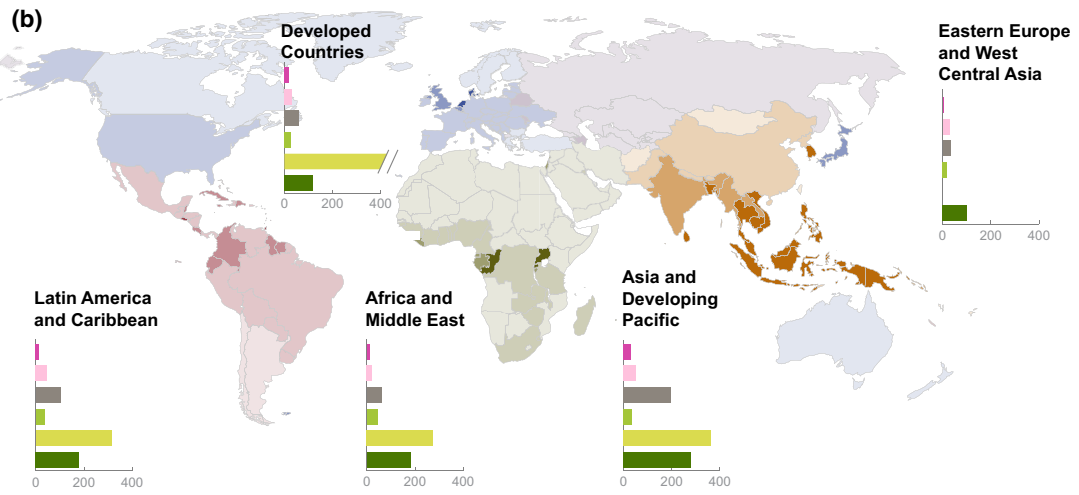 (b)
Developed
Countries
0 200 400
Eastern Europe
and West
Central Asia
0 200 400
Latin America
and Caribbean
0 200 400
Africa and
Middle East
0 200 400
Asia and
Developing
Pacific
0 200 400